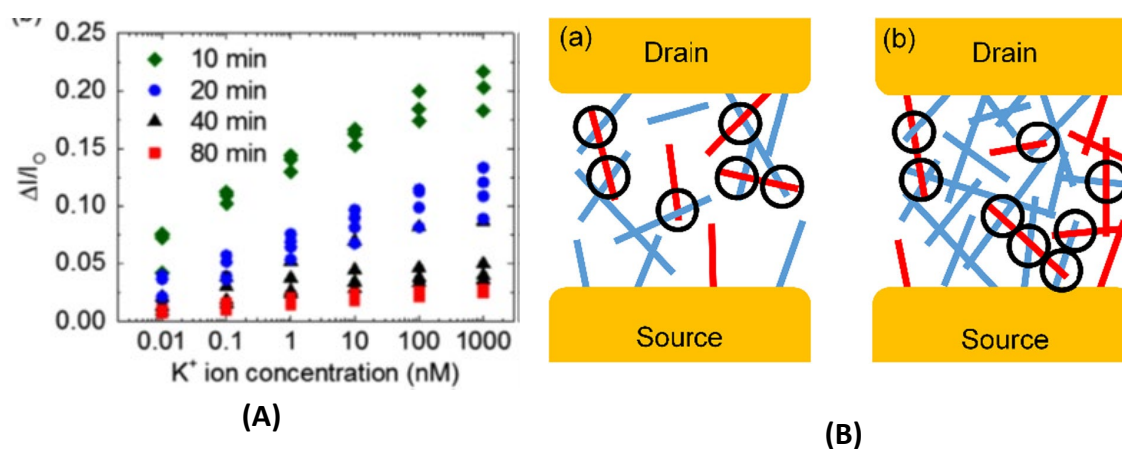 0.25
0.20
0.15
0.10
0.05
0.00
ΔI/I_O
10 min
20 min
40 min
80 min
0.01 0.1 1 10 100 1000
K⁺ ion concentration (nM)
(A)
(a)
Drain
Source
(b)
Drain
Source
(B)